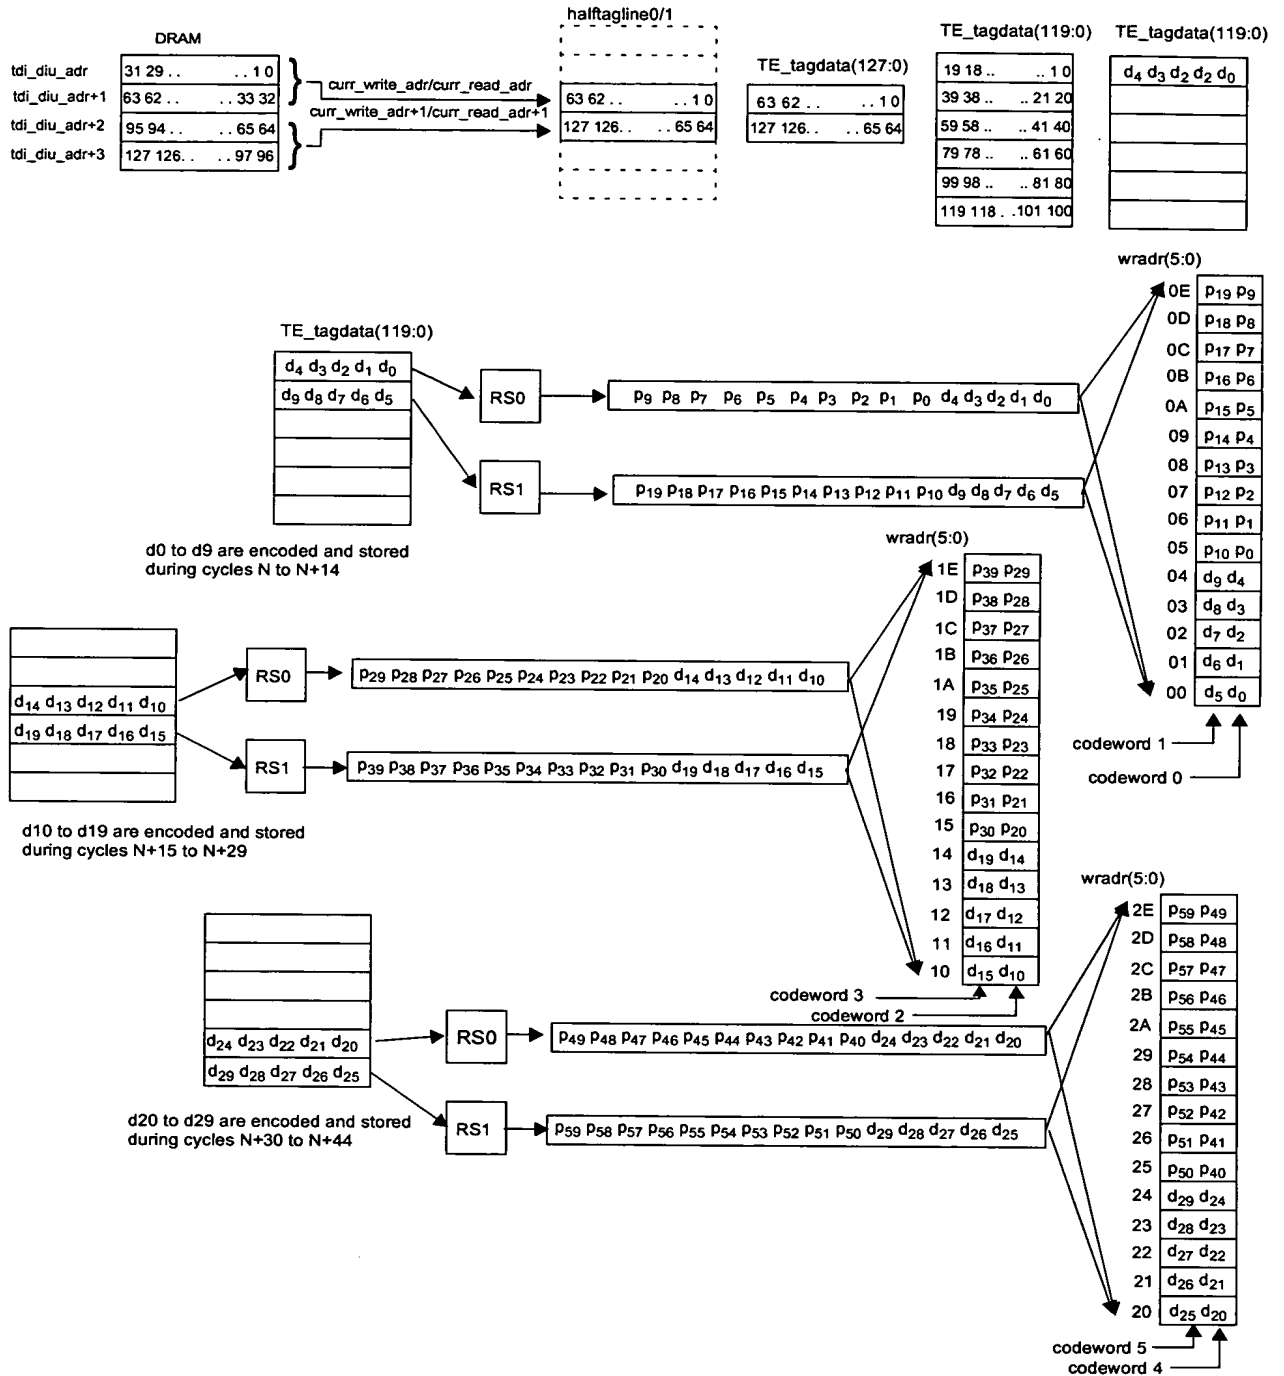 halftagline0/1
DRAM
TE_tagdata(119:0)
TE_tagdata(119:0)
TE_tagdata(127:0)
tdi_diu_adr
31 29 . . . . 1 0
tdi_diu_adr+1
63 62 . . . . 33 32
tdi_diu_adr+2
95 94 . . . . 65 64
tdi_diu_adr+3
127 126. . . . 97 96
curr_write_adr/curr_read_adr
curr_write_adr+1/curr_read_adr+1
63 62 . . . . 1 0
127 126. . . . 65 64
63 62 . . . . 1 0
127 126. . . . 65 64
19 18 .. .. 1 0
39 38 .. .. 21 20
59 58 .. .. 41 40
79 78 .. .. 61 60
99 98 .. .. 81 80
119 118 . . .101 100
d4 d3 d2 d2 d0
TE_tagdata(119:0)
d4 d3 d2 d1 d0
d9 d8 d7 d6 d5
RS0
p9 p8 p7 p6 p5 p4 p3 p2 p1 p0 d4 d3 d2 d1 d0
RS1
p19 p18 p17 p16 p15 p14 p13 p12 p11 p10 d9 d8 d7 d6 d5
d0 to d9 are encoded and stored
during cycles N to N+14
wradr(5:0)
0E p19 p9
0D p18 p8
0C p17 p7
0B p16 p6
0A p15 p5
09 p14 p4
08 p13 p3
07 p12 p2
06 p11 p1
05 p10 p0
04 d9 d4
03 d8 d3
02 d7 d2
01 d6 d1
00 d5 d0
codeword 1
codeword 0
d14 d13 d12 d11 d10
d19 d18 d17 d16 d15
RS0
p29 p28 p27 p26 p25 p24 p23 p22 p21 p20 d14 d13 d12 d11 d10
RS1
p39 p38 p37 p36 p35 p34 p33 p32 p31 p30 d19 d18 d17 d16 d15
d10 to d19 are encoded and stored
during cycles N+15 to N+29
wradr(5:0)
1E p39 p29
1D p38 p28
1C p37 p27
1B p36 p26
1A p35 p25
19 p34 p24
18 p33 p23
17 p32 p22
16 p31 p21
15 p30 p20
14 d19 d14
13 d18 d13
12 d17 d12
11 d16 d11
10 d15 d10
codeword 3
codeword 2
d24 d23 d22 d21 d20
d29 d28 d27 d26 d25
RS0
p49 p48 p47 p46 p45 p44 p43 p42 p41 p40 d24 d23 d22 d21 d20
RS1
p59 p58 p57 p56 p55 p54 p53 p52 p51 p50 d29 d28 d27 d26 d25
d20 to d29 are encoded and stored
during cycles N+30 to N+44
wradr(5:0)
2E p59 p49
2D p58 p48
2C p57 p47
2B p56 p46
2A p55 p45
29 p54 p44
28 p53 p43
27 p52 p42
26 p51 p41
25 p50 p40
24 d29 d24
23 d28 d23
22 d27 d22
21 d26 d21
20 d25 d20
codeword 5
codeword 4